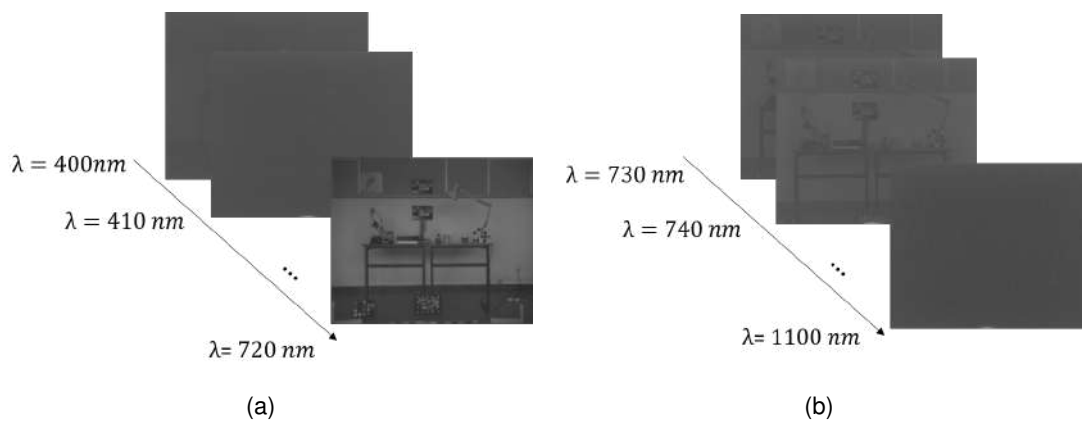 λ = 400nm
λ = 410 nm
...
λ= 720 nm
(a)
λ = 730 nm
λ = 740 nm
...
λ= 1100 nm
(b)